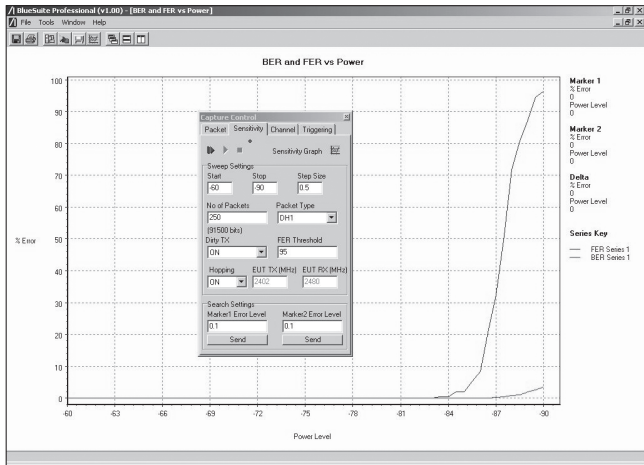 BlueSuite Professional (v1.00) - [BER and FER vs Power]
File Tools Window Help
BER and FER vs Power
% Error
100
90
80
70
60
50
40
30
20
10
0
-60 -63 -66 -69 -72 -75 -78 -81 -84 -87 -90
Power Level
Capture Control
Packet Sensitivity Channel Triggering
Sensitivity Graph
Sweep Settings
Start Stop Step Size
-60 -90 0.5
No of Packets Packet Type
250 DH1
(91500 bits)
Dirty TX FER Threshold
ON 95
Hopping EUT TX (MHz) EUT RX (MHz)
ON 2402 2480
Search Settings
Marker1 Error Level Marker2 Error Level
0.1 0.1
Send Send
Marker 1
% Error
0
Power Level
0
Marker 2
% Error
0
Power Level
0
Delta
% Error
0
Power Level
0
Series Key
FER Series 1
BER Series 1